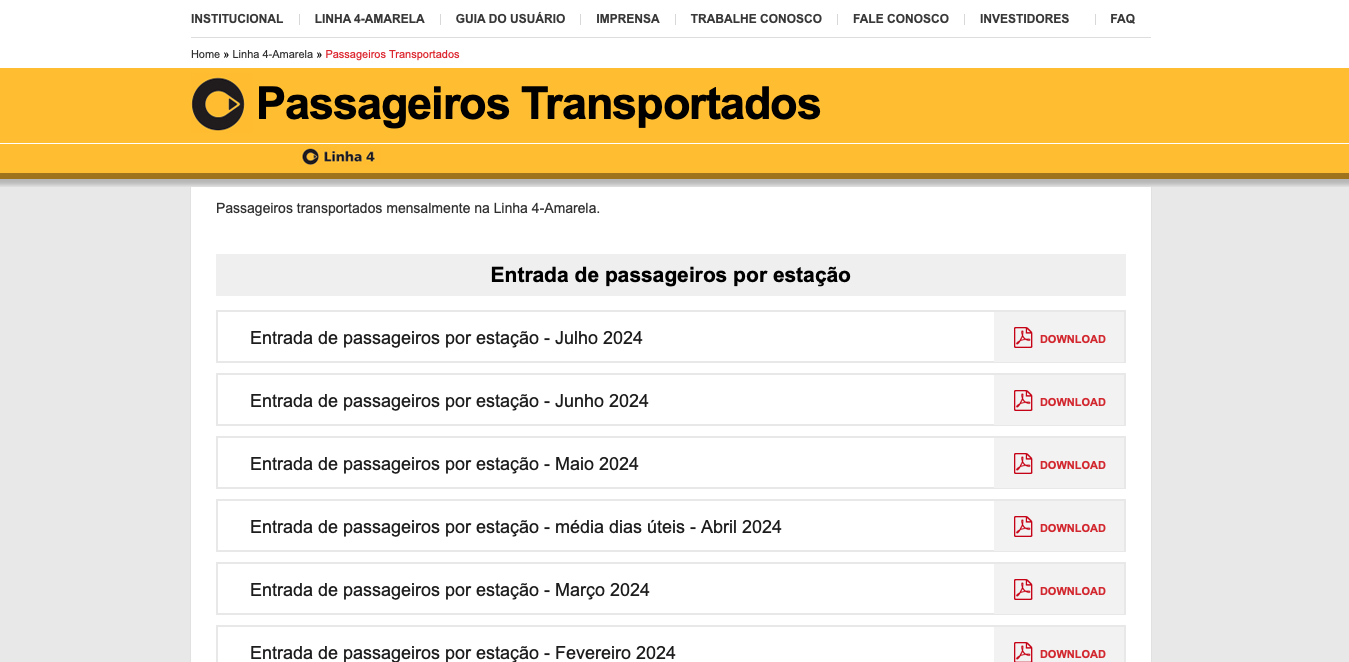 INSTITUCIONAL LINHA 4-AMARELA GUIA DO USUÁRIO IMPRENSA TRABALHE CONOSCO FALE CONOSCO INVESTIDORES FAQ
Home » Linha 4-Amarela » Passageiros Transportados
Passageiros Transportados
Linha 4
Passageiros transportados mensalmente na Linha 4-Amarela.
Entrada de passageiros por estação
Entrada de passageiros por estação - Julho 2024 DOWNLOAD
Entrada de passageiros por estação - Junho 2024 DOWNLOAD
Entrada de passageiros por estação - Maio 2024 DOWNLOAD
Entrada de passageiros por estação - média dias úteis - Abril 2024 DOWNLOAD
Entrada de passageiros por estação - Março 2024 DOWNLOAD
Entrada de passageiros por estação - Fevereiro 2024 DOWNLOAD